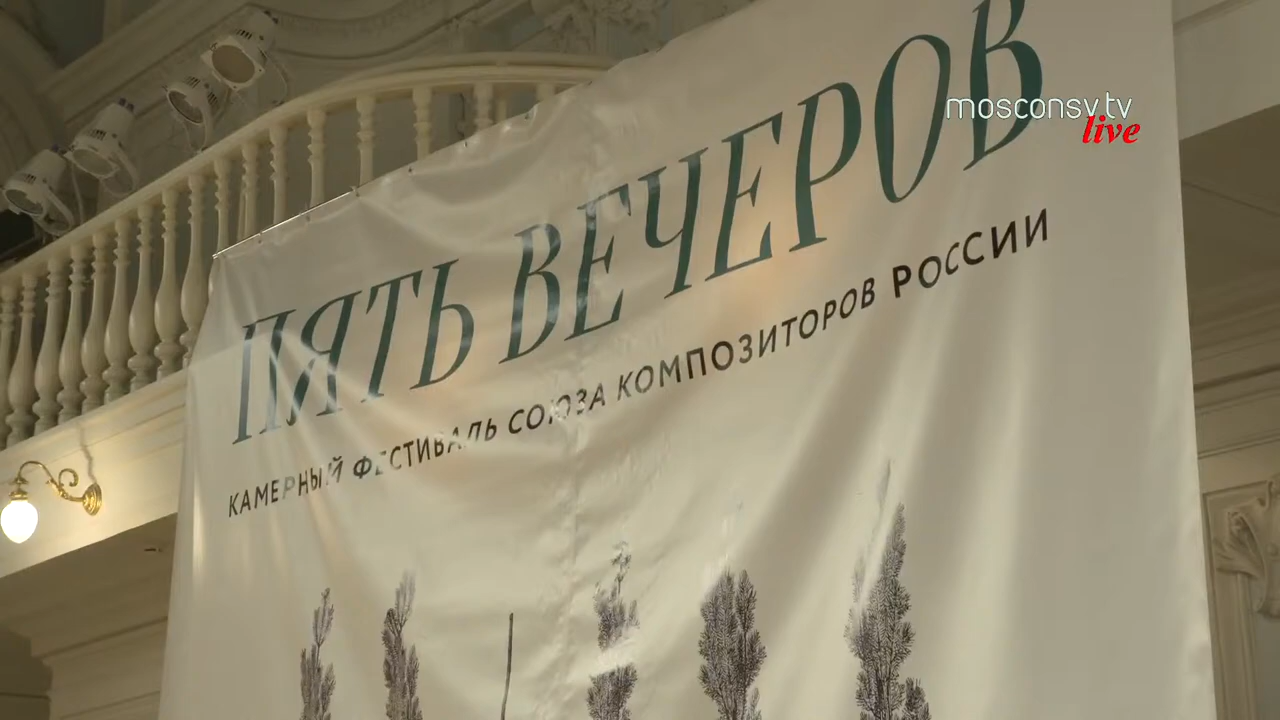 mosconsv.tv
live
ПЯТЬ ВЕЧЕРОВ
КАМЕРНЫЙ ФЕСТИВАЛЬ СОЮЗА КОМПОЗИТОРОВ РОССИИ